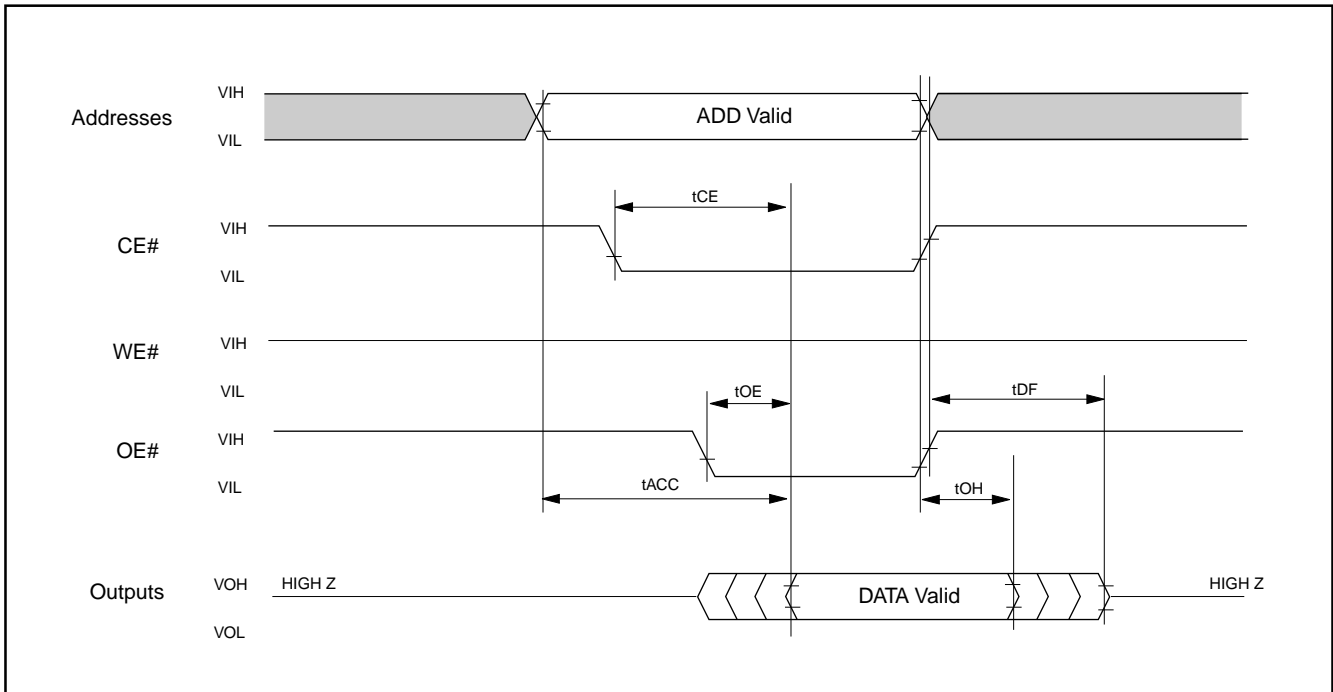 Addresses
VIH
VIL
ADD Valid
tCE
CE#
VIH
VIL
WE#
VIH
VIL
tOE
tDF
OE#
VIH
VIL
tACC
tOH
Outputs
VOH
VOL
HIGH Z
DATA Valid
HIGH Z